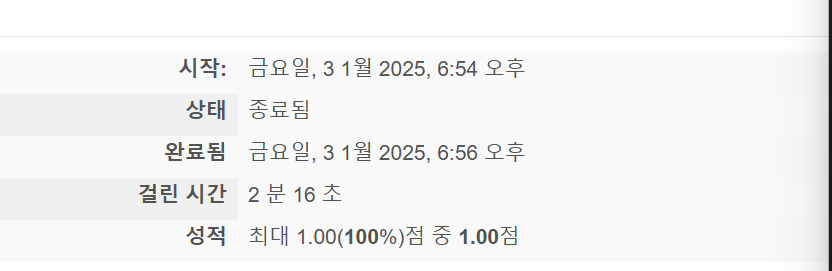 시작: 금요일, 3 1월 2025, 6:54 오후
상태 종료됨
완료됨 금요일, 3 1월 2025, 6:56 오후
걸린 시간 2 분 16 초
성적 최대 1.00(100%)점 중 1.00점